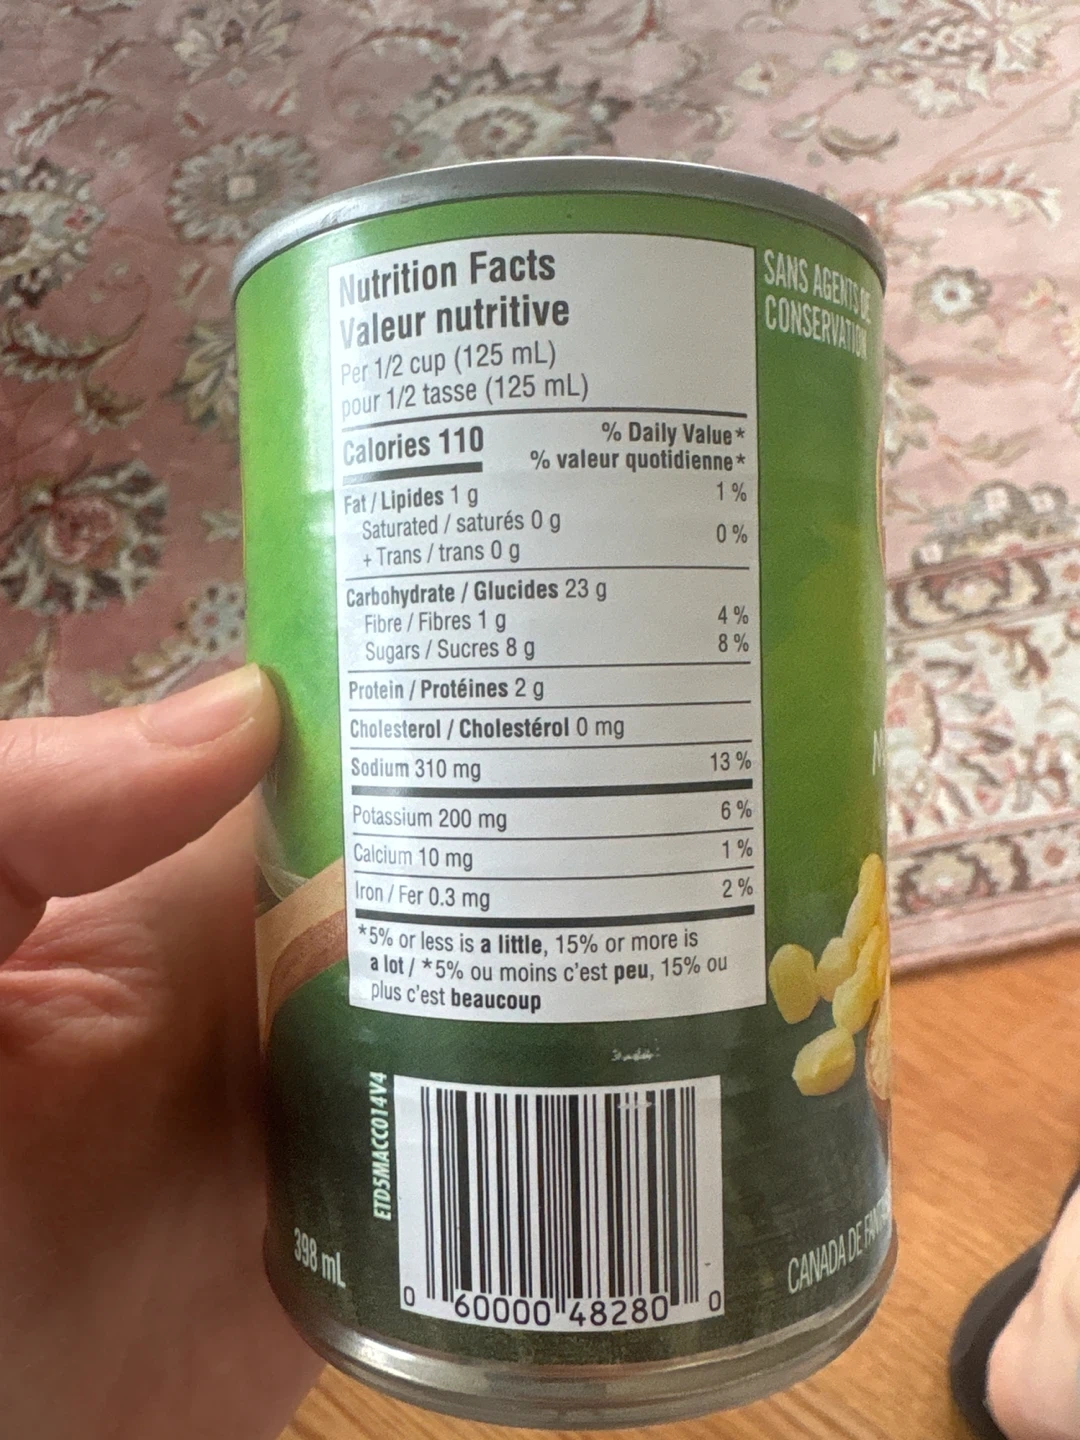 Nutrition Facts
Valeur nutritive
Per 1/2 cup (125 mL)
pour 1/2 tasse (125 mL)
Calories 110
% Daily Value*
% valeur quotidienne*
Fat / Lipides 1 g 1 %
Saturated / saturés 0 g
+ Trans / trans 0 g 0 %
Carbohydrate / Glucides 23 g
Fibre / Fibres 1 g 4 %
Sugars / Sucres 8 g 8 %
Protein / Protéines 2 g
Cholesterol / Cholestérol 0 mg
Sodium 310 mg 13 %
Potassium 200 mg 6 %
Calcium 10 mg 1 %
Iron / Fer 0.3 mg 2 %
*5% or less is a little, 15% or more is
a lot / *5% ou moins c'est peu, 15% ou
plus c'est beaucoup
SANS AGENTS DE
CONSERVATION
ETD5MACC014V4
398 mL
0 60000 48280 0
CANADA DE